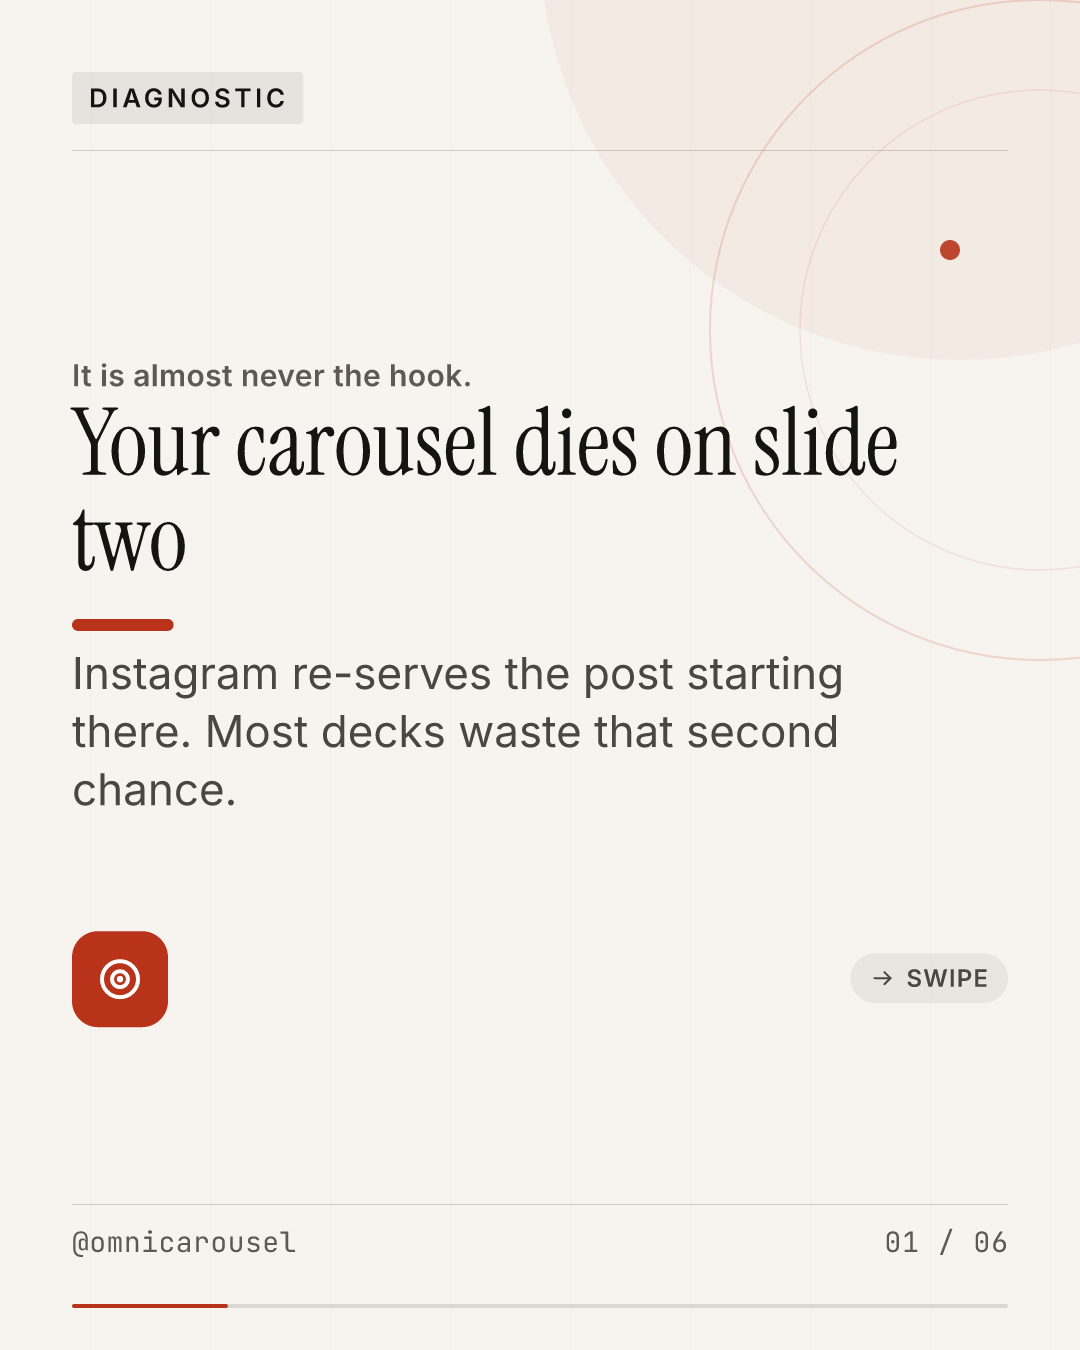 DIAGNOSTIC
It is almost never the hook.
Your carousel dies on slide
two
Instagram re-serves the post starting
there. Most decks waste that second
chance.
→ SWIPE
@omnicarousel
01 / 06